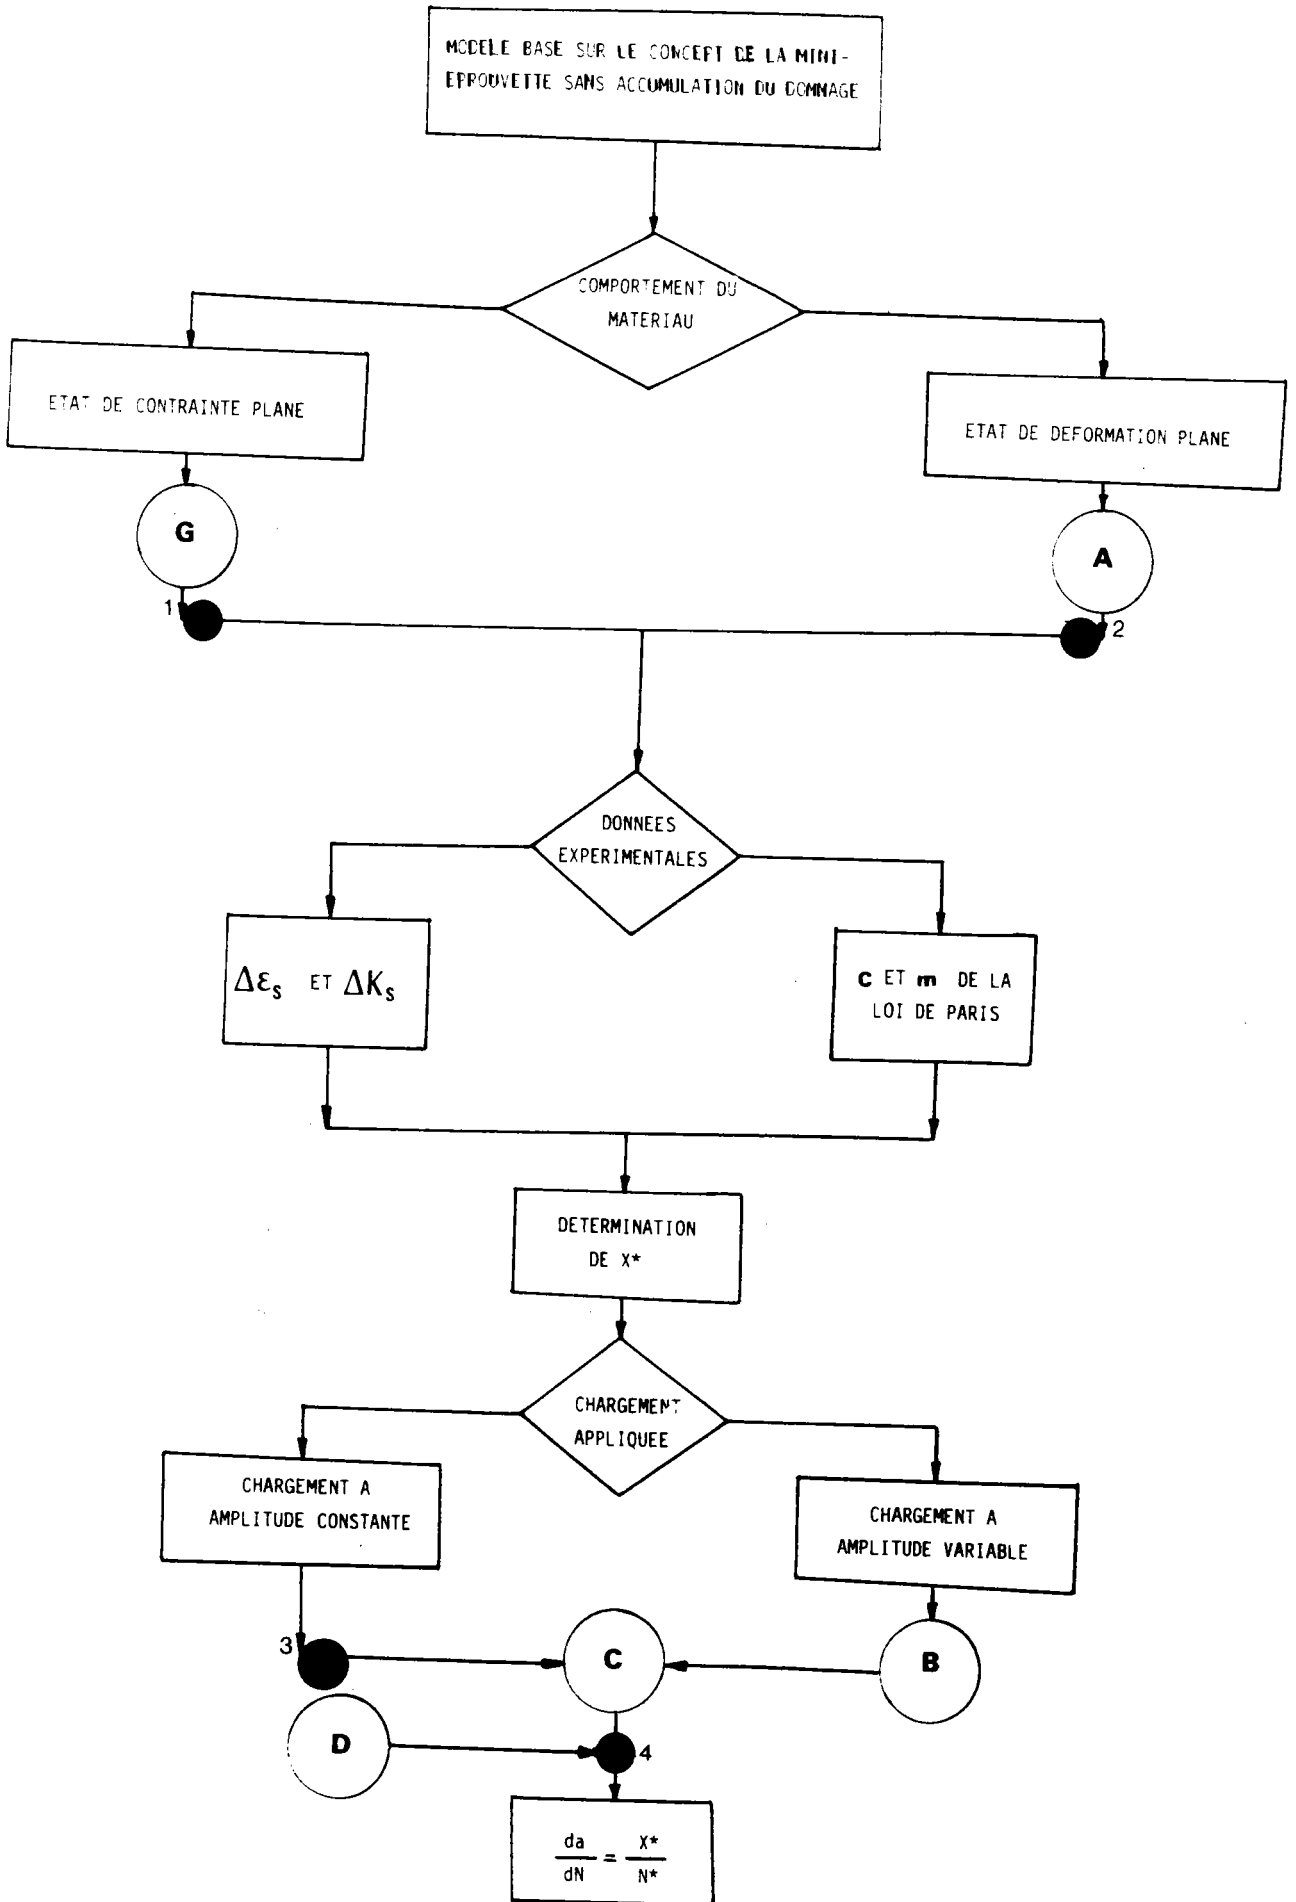 MODELE BASE SUR LE CONCEPT DE LA MINI-
EPROUVETTE SANS ACCUMULATION DU DOMMAGE
COMPORTEMENT DU
MATERIAU
ETAT DE CONTRAINTE PLANE
ETAT DE DEFORMATION PLANE
G
A
1
2
DONNEES
EXPERIMENTALES
Δεs ET ΔKs
C ET m DE LA
LOI DE PARIS
DETERMINATION
DE X*
CHARGEMENT
APPLIQUEE
CHARGEMENT A
AMPLITUDE CONSTANTE
CHARGEMENT A
AMPLITUDE VARIABLE
3
C
B
D
4
da/dN = X*/N*